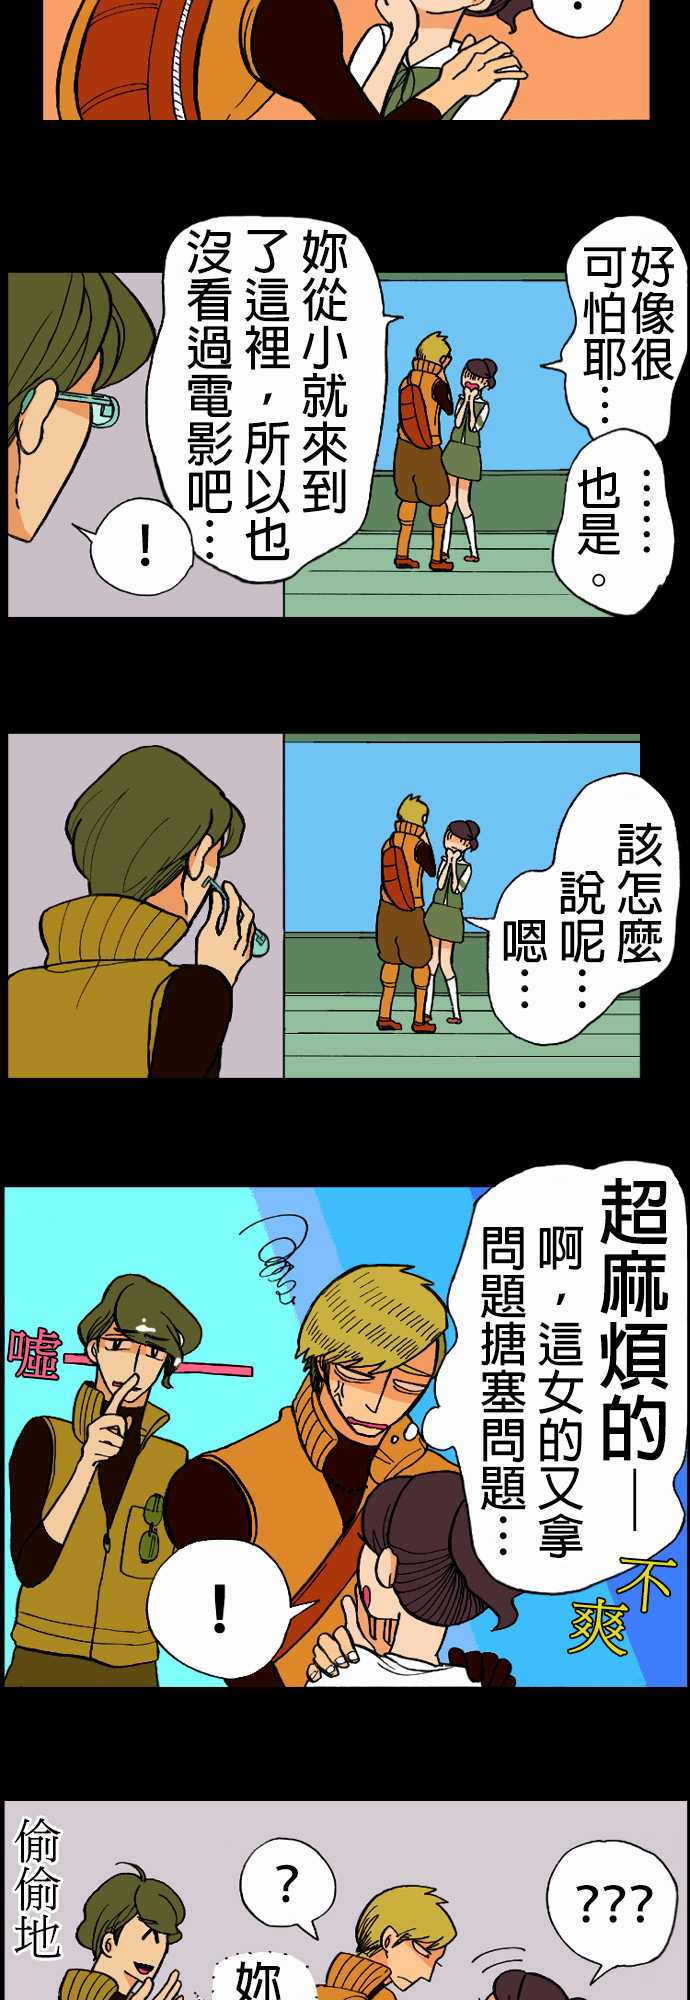 好像很
可怕耶…
……
也是。
妳從小就來到
了這裡，所以也
沒看過電影吧…
！
該怎麼
說呢…
嗯…
超麻煩的—
啊，這女的又拿
問題搪塞問題…
不爽
噓
！
偷偷地
？
???
妳